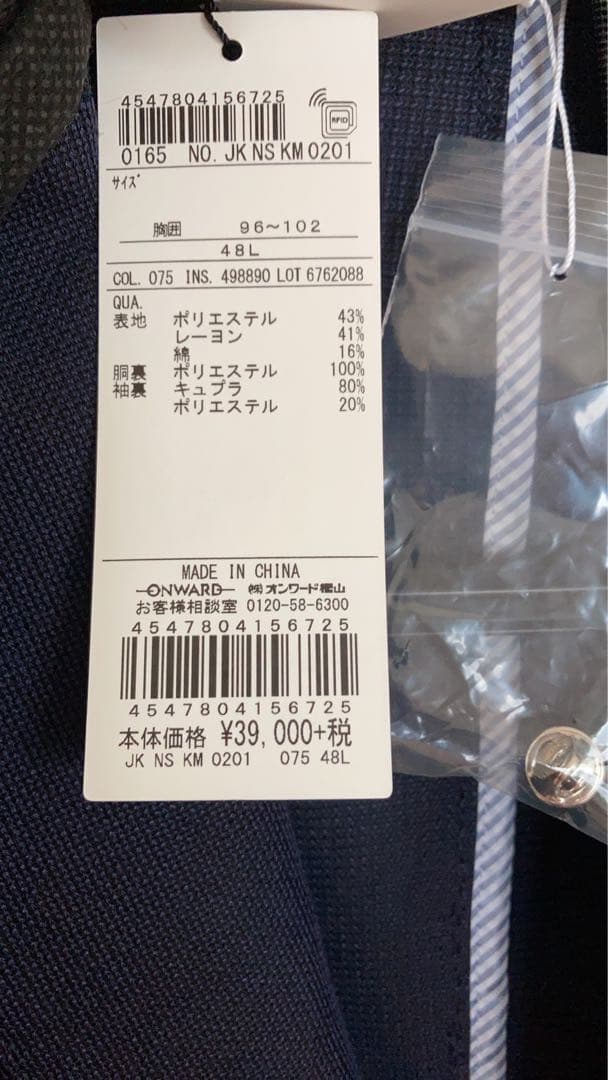 4547804156725
RFID
0165 NO. JK NS KM 0201
サイズ
胸囲 96〜102
48L
COL. 075 INS. 498890 LOT 6762088
QUA.
表地 ポリエステル 43%
レーヨン 41%
綿 16%
胴裏 ポリエステル 100%
袖裏 キュプラ 80%
ポリエステル 20%
MADE IN CHINA
ONWARD ㈱オンワード樫山
お客様相談室 0120-58-6300
4547804156725
4547804156725
本体価格 ¥39,000+税
JK NS KM 0201 075 48L